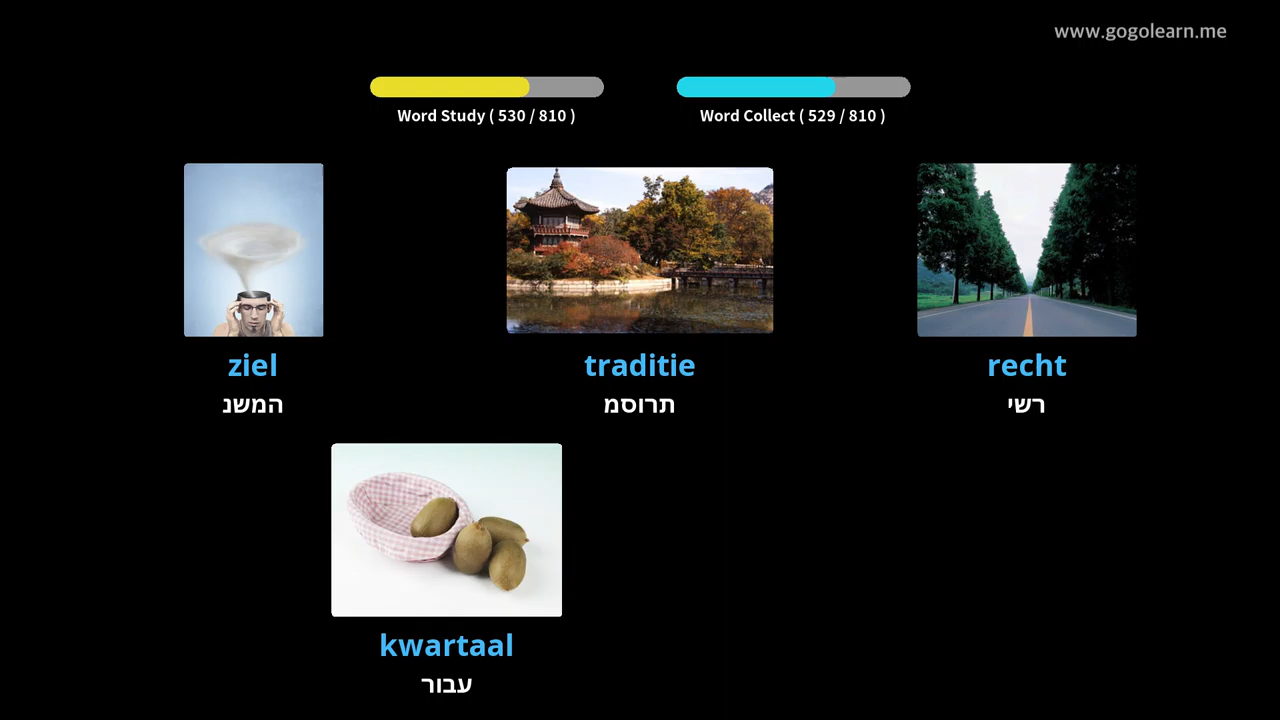 www.gogolearn.me
Word Study ( 530 / 810 )
Word Collect ( 529 / 810 )
ziel
המשנ
traditie
תרוסמ
recht
רשי
kwartaal
עבור